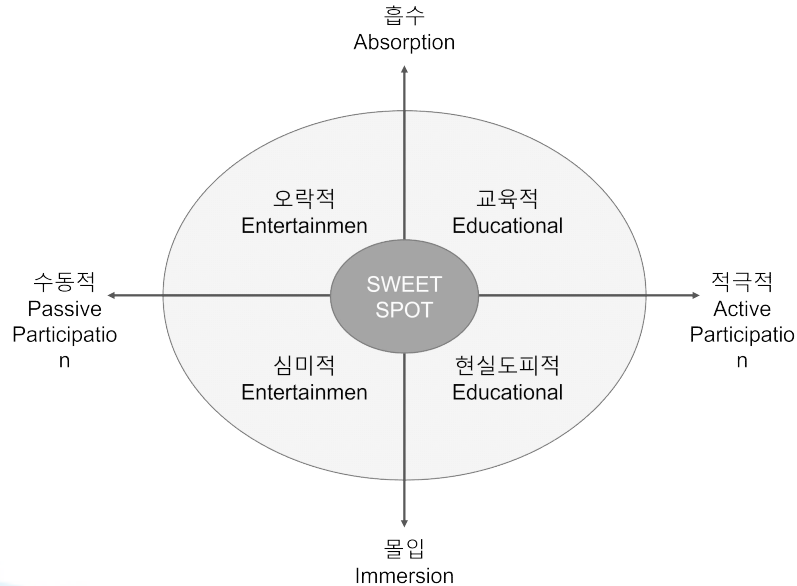 흡수
Absorption
오락적
Entertainmen
교육적
Educational
수동적
Passive
Participatio
n
SWEET
SPOT
적극적
Active
Participatio
n
심미적
Entertainmen
현실도피적
Educational
몰입
Immersion